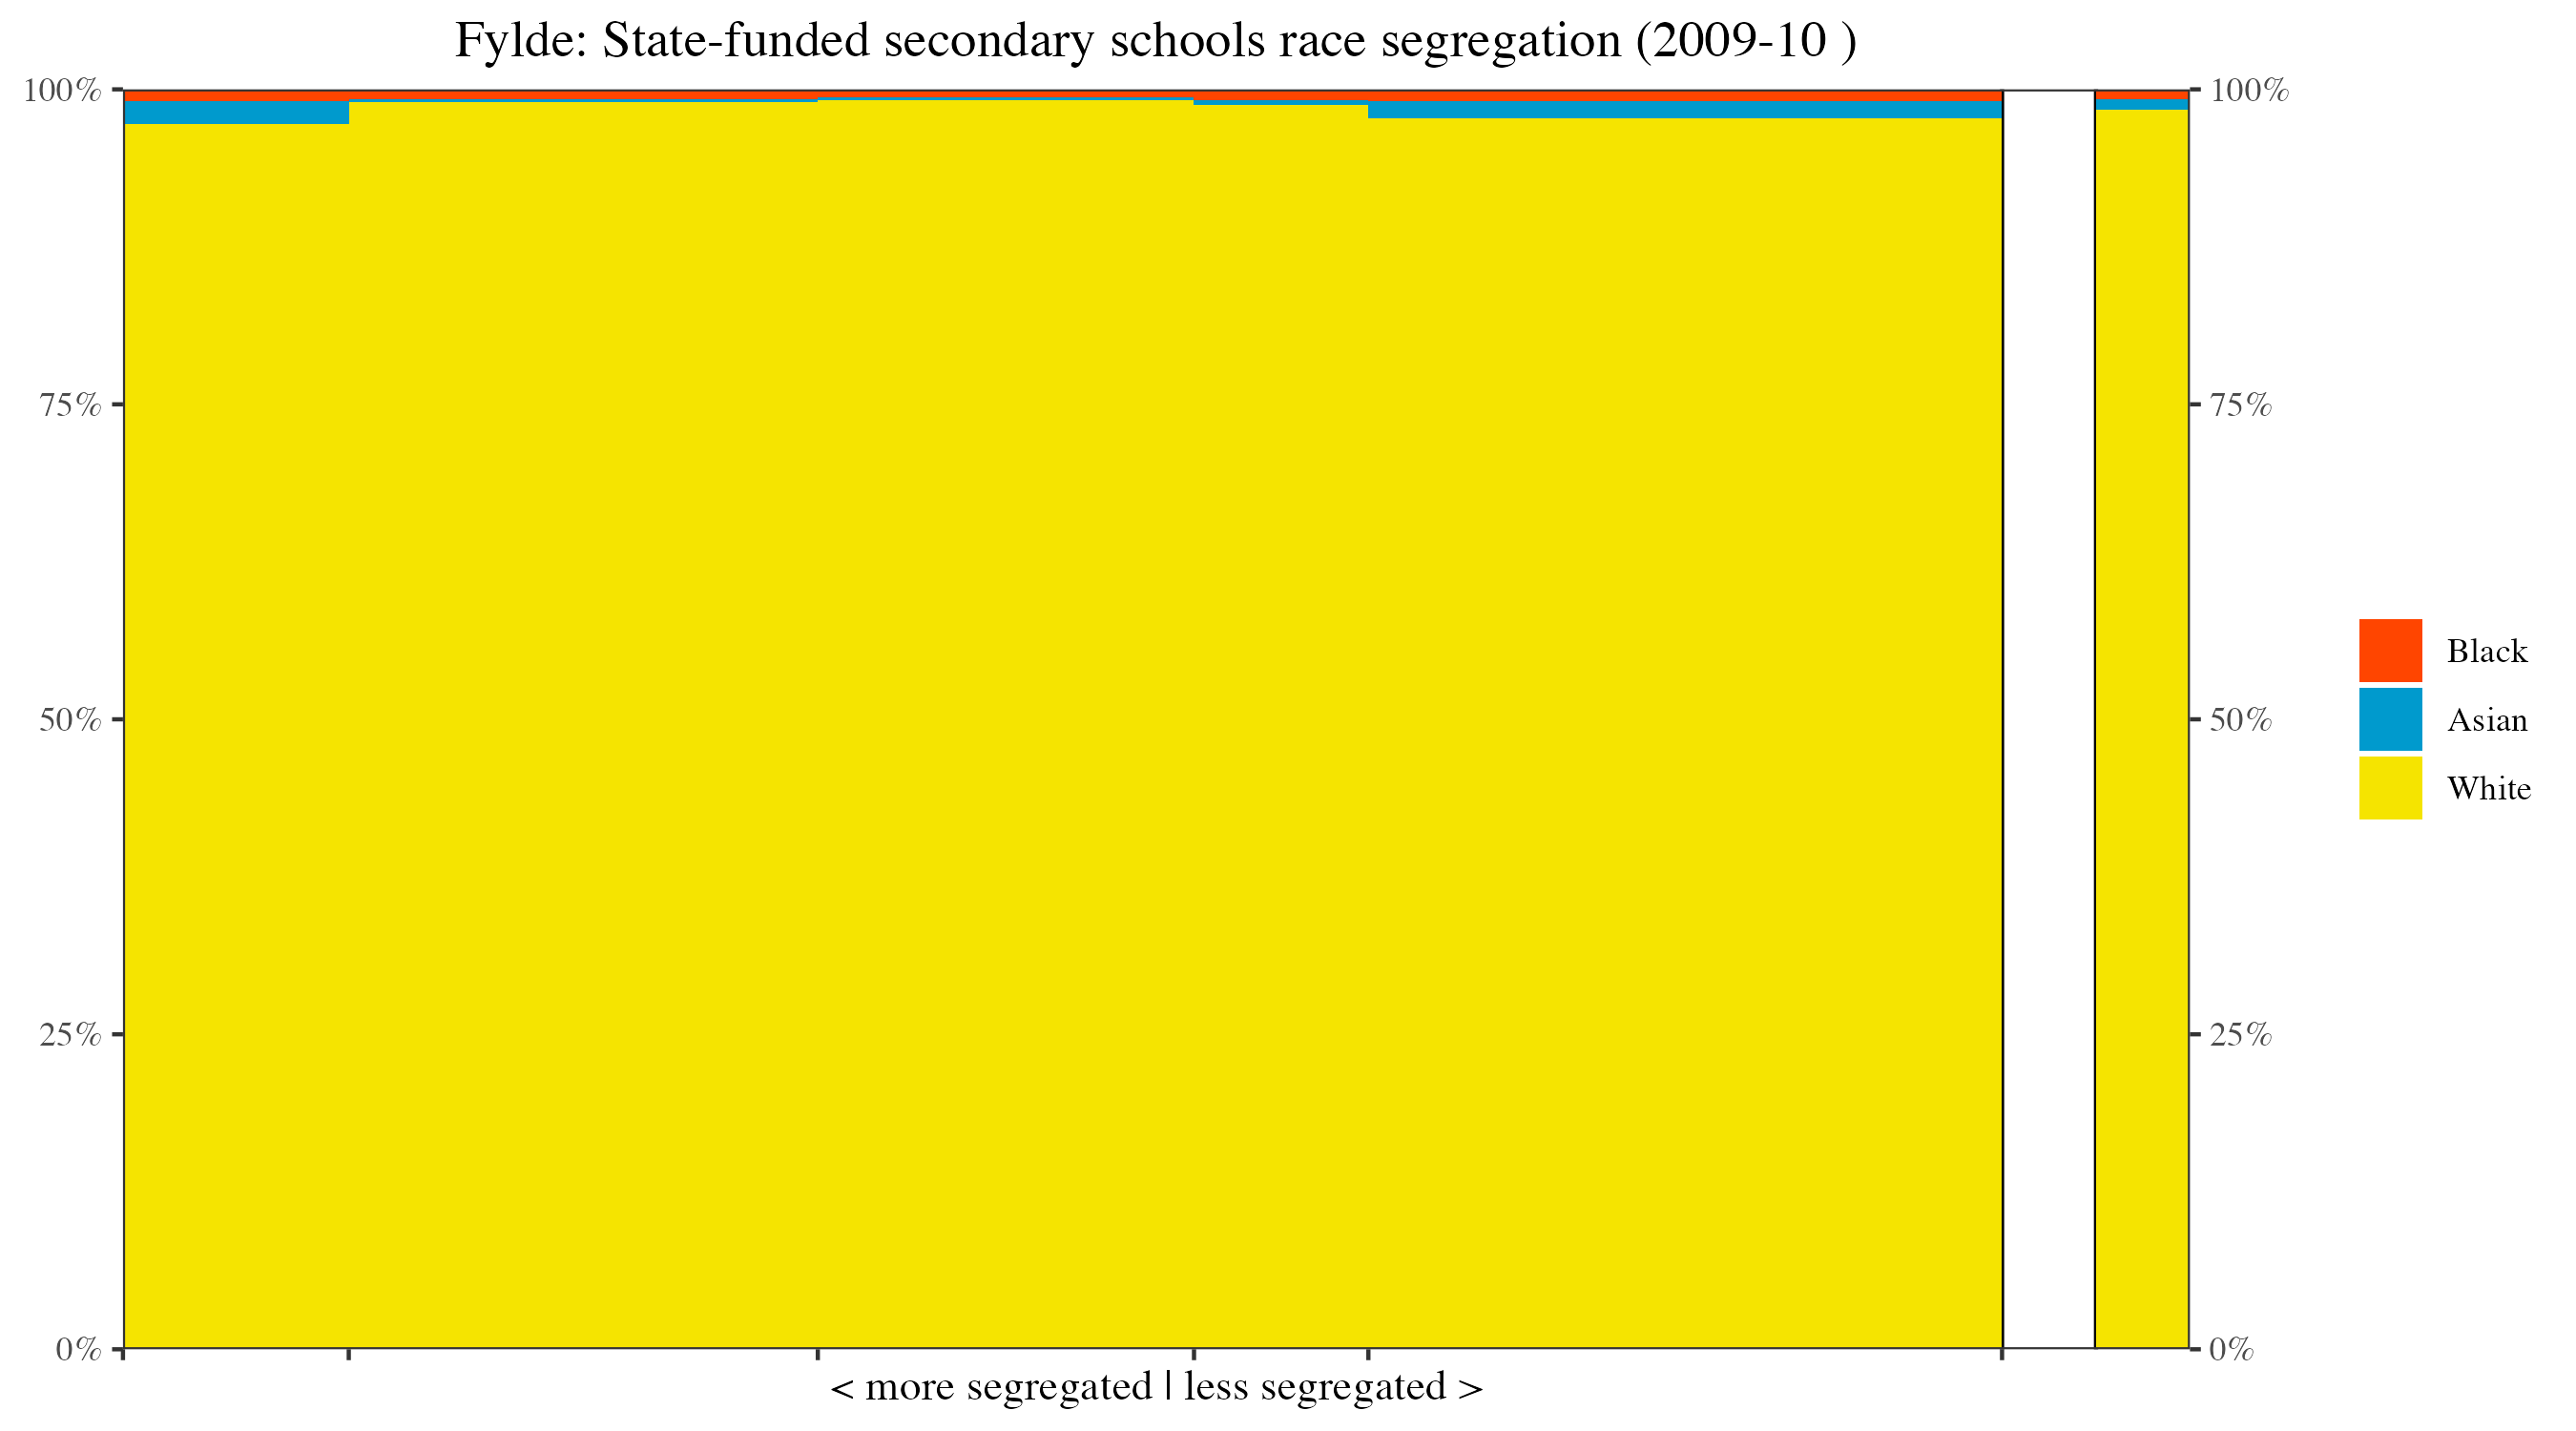 Fylde: State-funded secondary schools race segregation (2009-10 )
100%
75%
50%
25%
0%
100%
75%
50%
25%
0%
Black
Asian
White
< more segregated | less segregated >